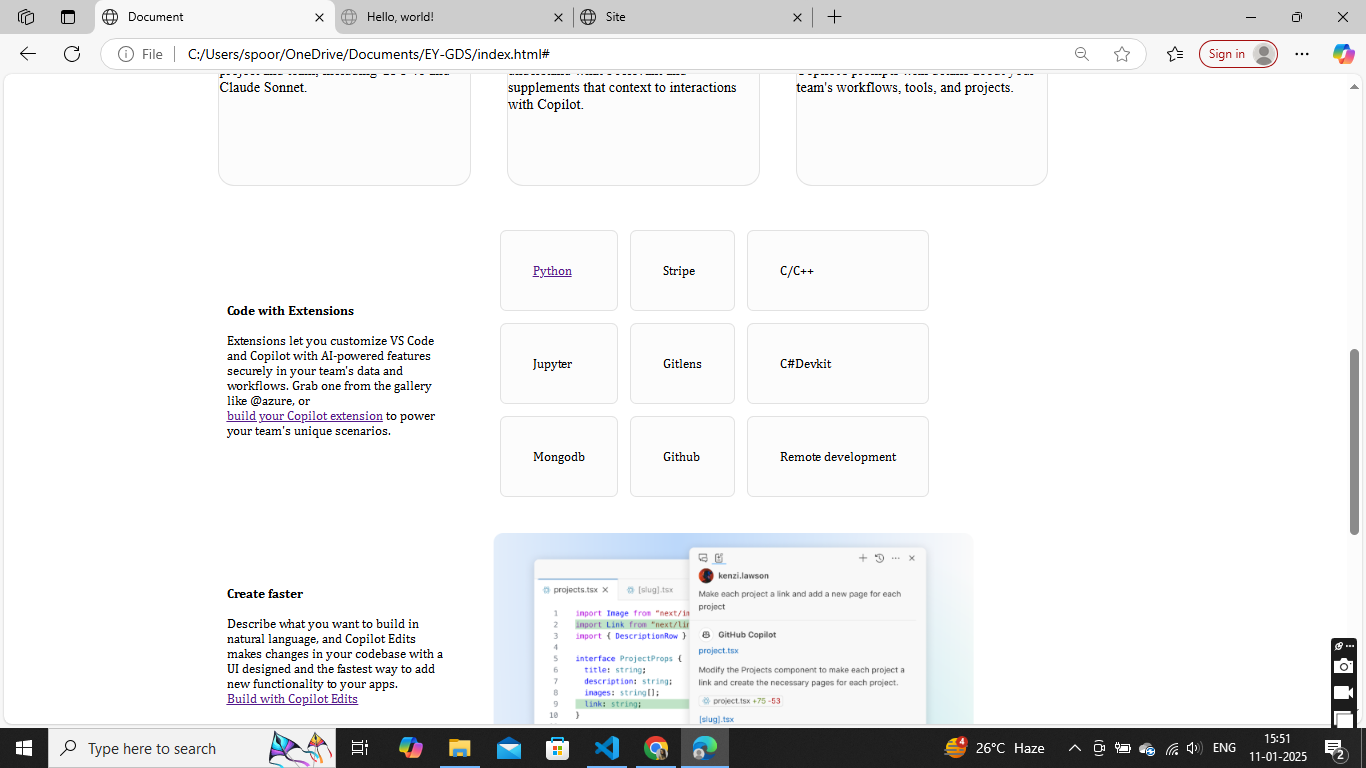 Document
Hello, world!
Site
File
C:/Users/spoor/OneDrive/Documents/EY-GDS/index.html#
Sign in
Claude Sonnet.
supplements that context to interactions
with Copilot.
team's workflows, tools, and projects.
Python
Stripe
C/C++
Code with Extensions
Extensions let you customize VS Code
and Copilot with AI-powered features
securely in your team's data and
workflows. Grab one from the gallery
like @azure, or
build your Copilot extension to power
your team's unique scenarios.
Jupyter
Gitlens
C#Devkit
Mongodb
Github
Remote development
Create faster
Describe what you want to build in
natural language, and Copilot Edits
makes changes in your codebase with a
UI designed and the fastest way to add
new functionality to your apps.
Build with Copilot Edits
projects.tsx
[slug].tsx
1 import Image from "next/im
2 import Link from "next/lin
3 import { DescriptionRow }
4
5 interface ProjectProps {
6 title: string;
7 description: string;
8 images: string[];
9 link: string;
10 }
kenzi.lawson
Make each project a link and add a new page for each
project
GitHub Copilot
project.tsx
Modify the Projects component to make each project a
link and create the necessary pages for each project.
project.tsx +75 -53
[slug].tsx
Type here to search
4
26°C Haze
ENG
15:51
11-01-2025
2